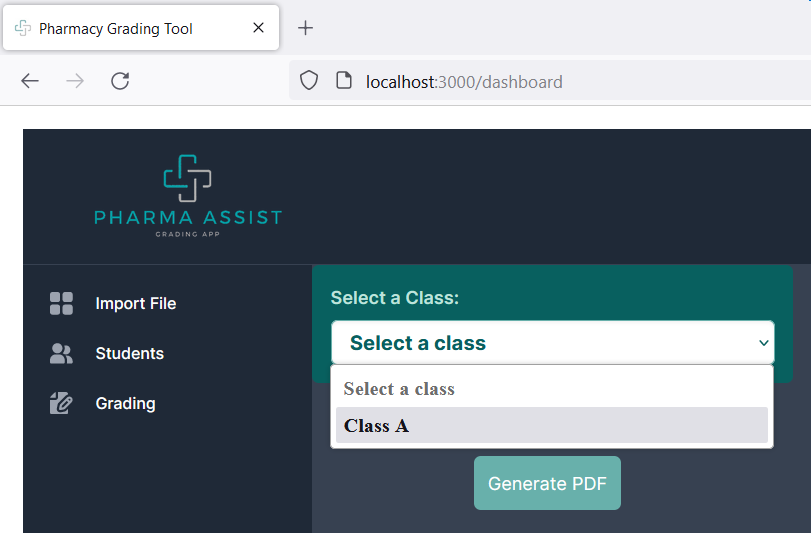 Pharmacy Grading Tool
localhost:3000/dashboard
PHARMA ASSIST
GRADING APP
Import File
Students
Grading
Select a Class:
Select a class
Select a class
Class A
Generate PDF